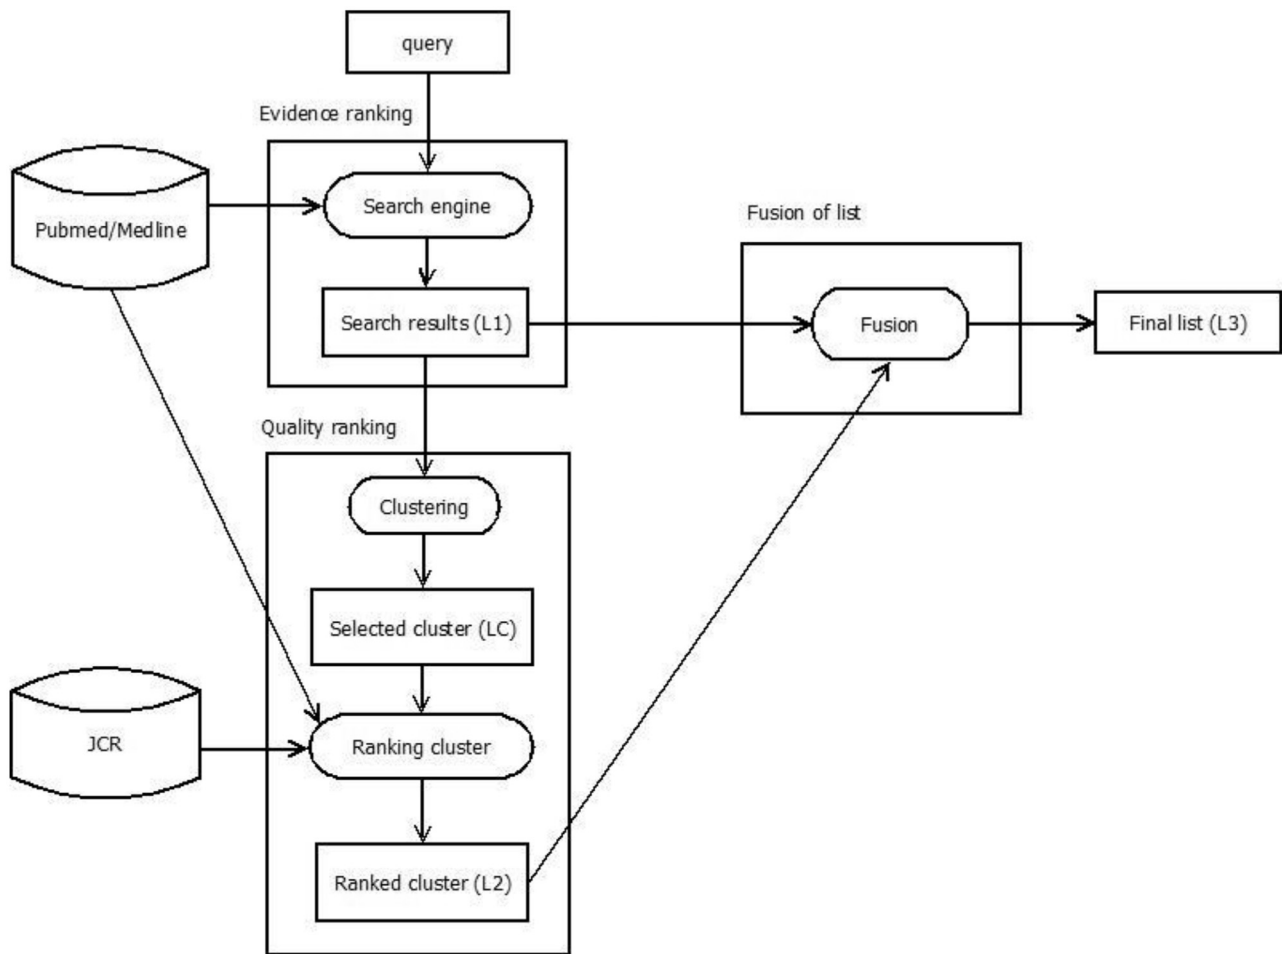 query
Evidence ranking
Pubmed/Medline
Search engine
Search results (L1)
Fusion of list
Fusion
Final list (L3)
Quality ranking
Clustering
Selected cluster (LC)
JCR
Ranking cluster
Ranked cluster (L2)